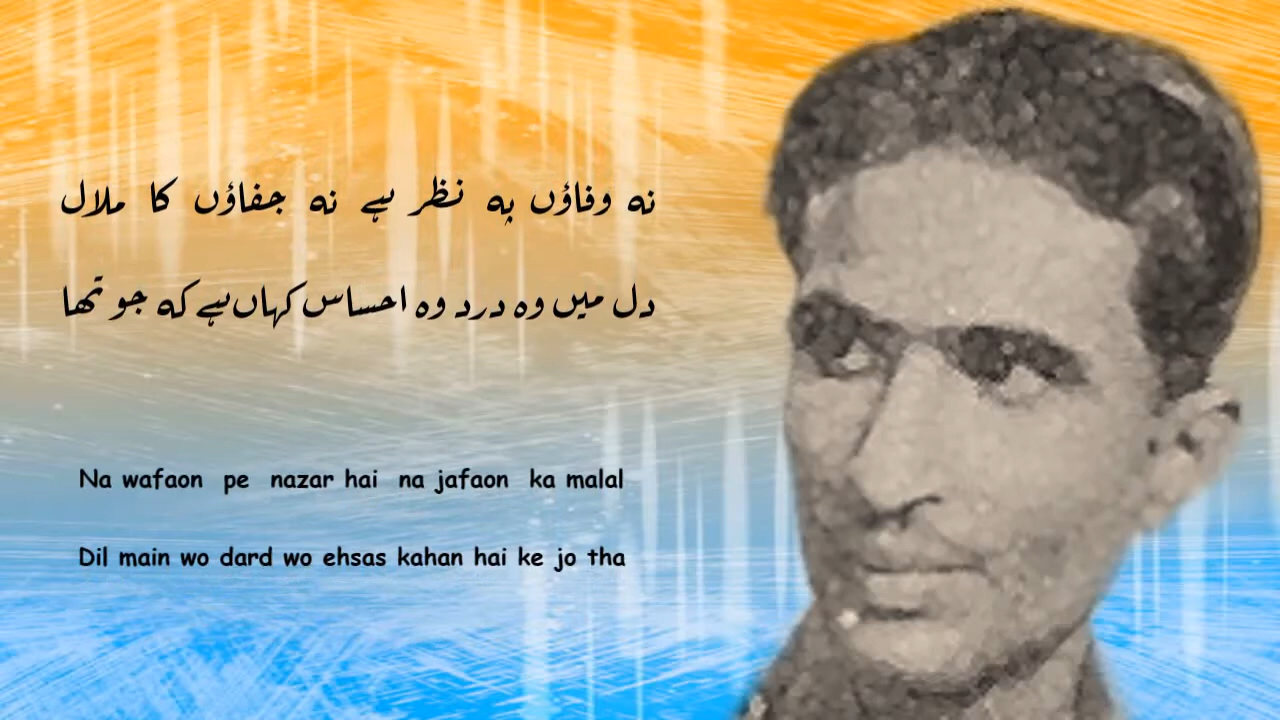 نہ وفاؤں پہ نظر ہے نہ جفاؤں کا ملال
دل میں وہ درد وہ احساس کہاں ہے کہ جو تھا
Na wafaon pe nazar hai na jafaon ka malal
Dil main wo dard wo ehsas kahan hai ke jo tha